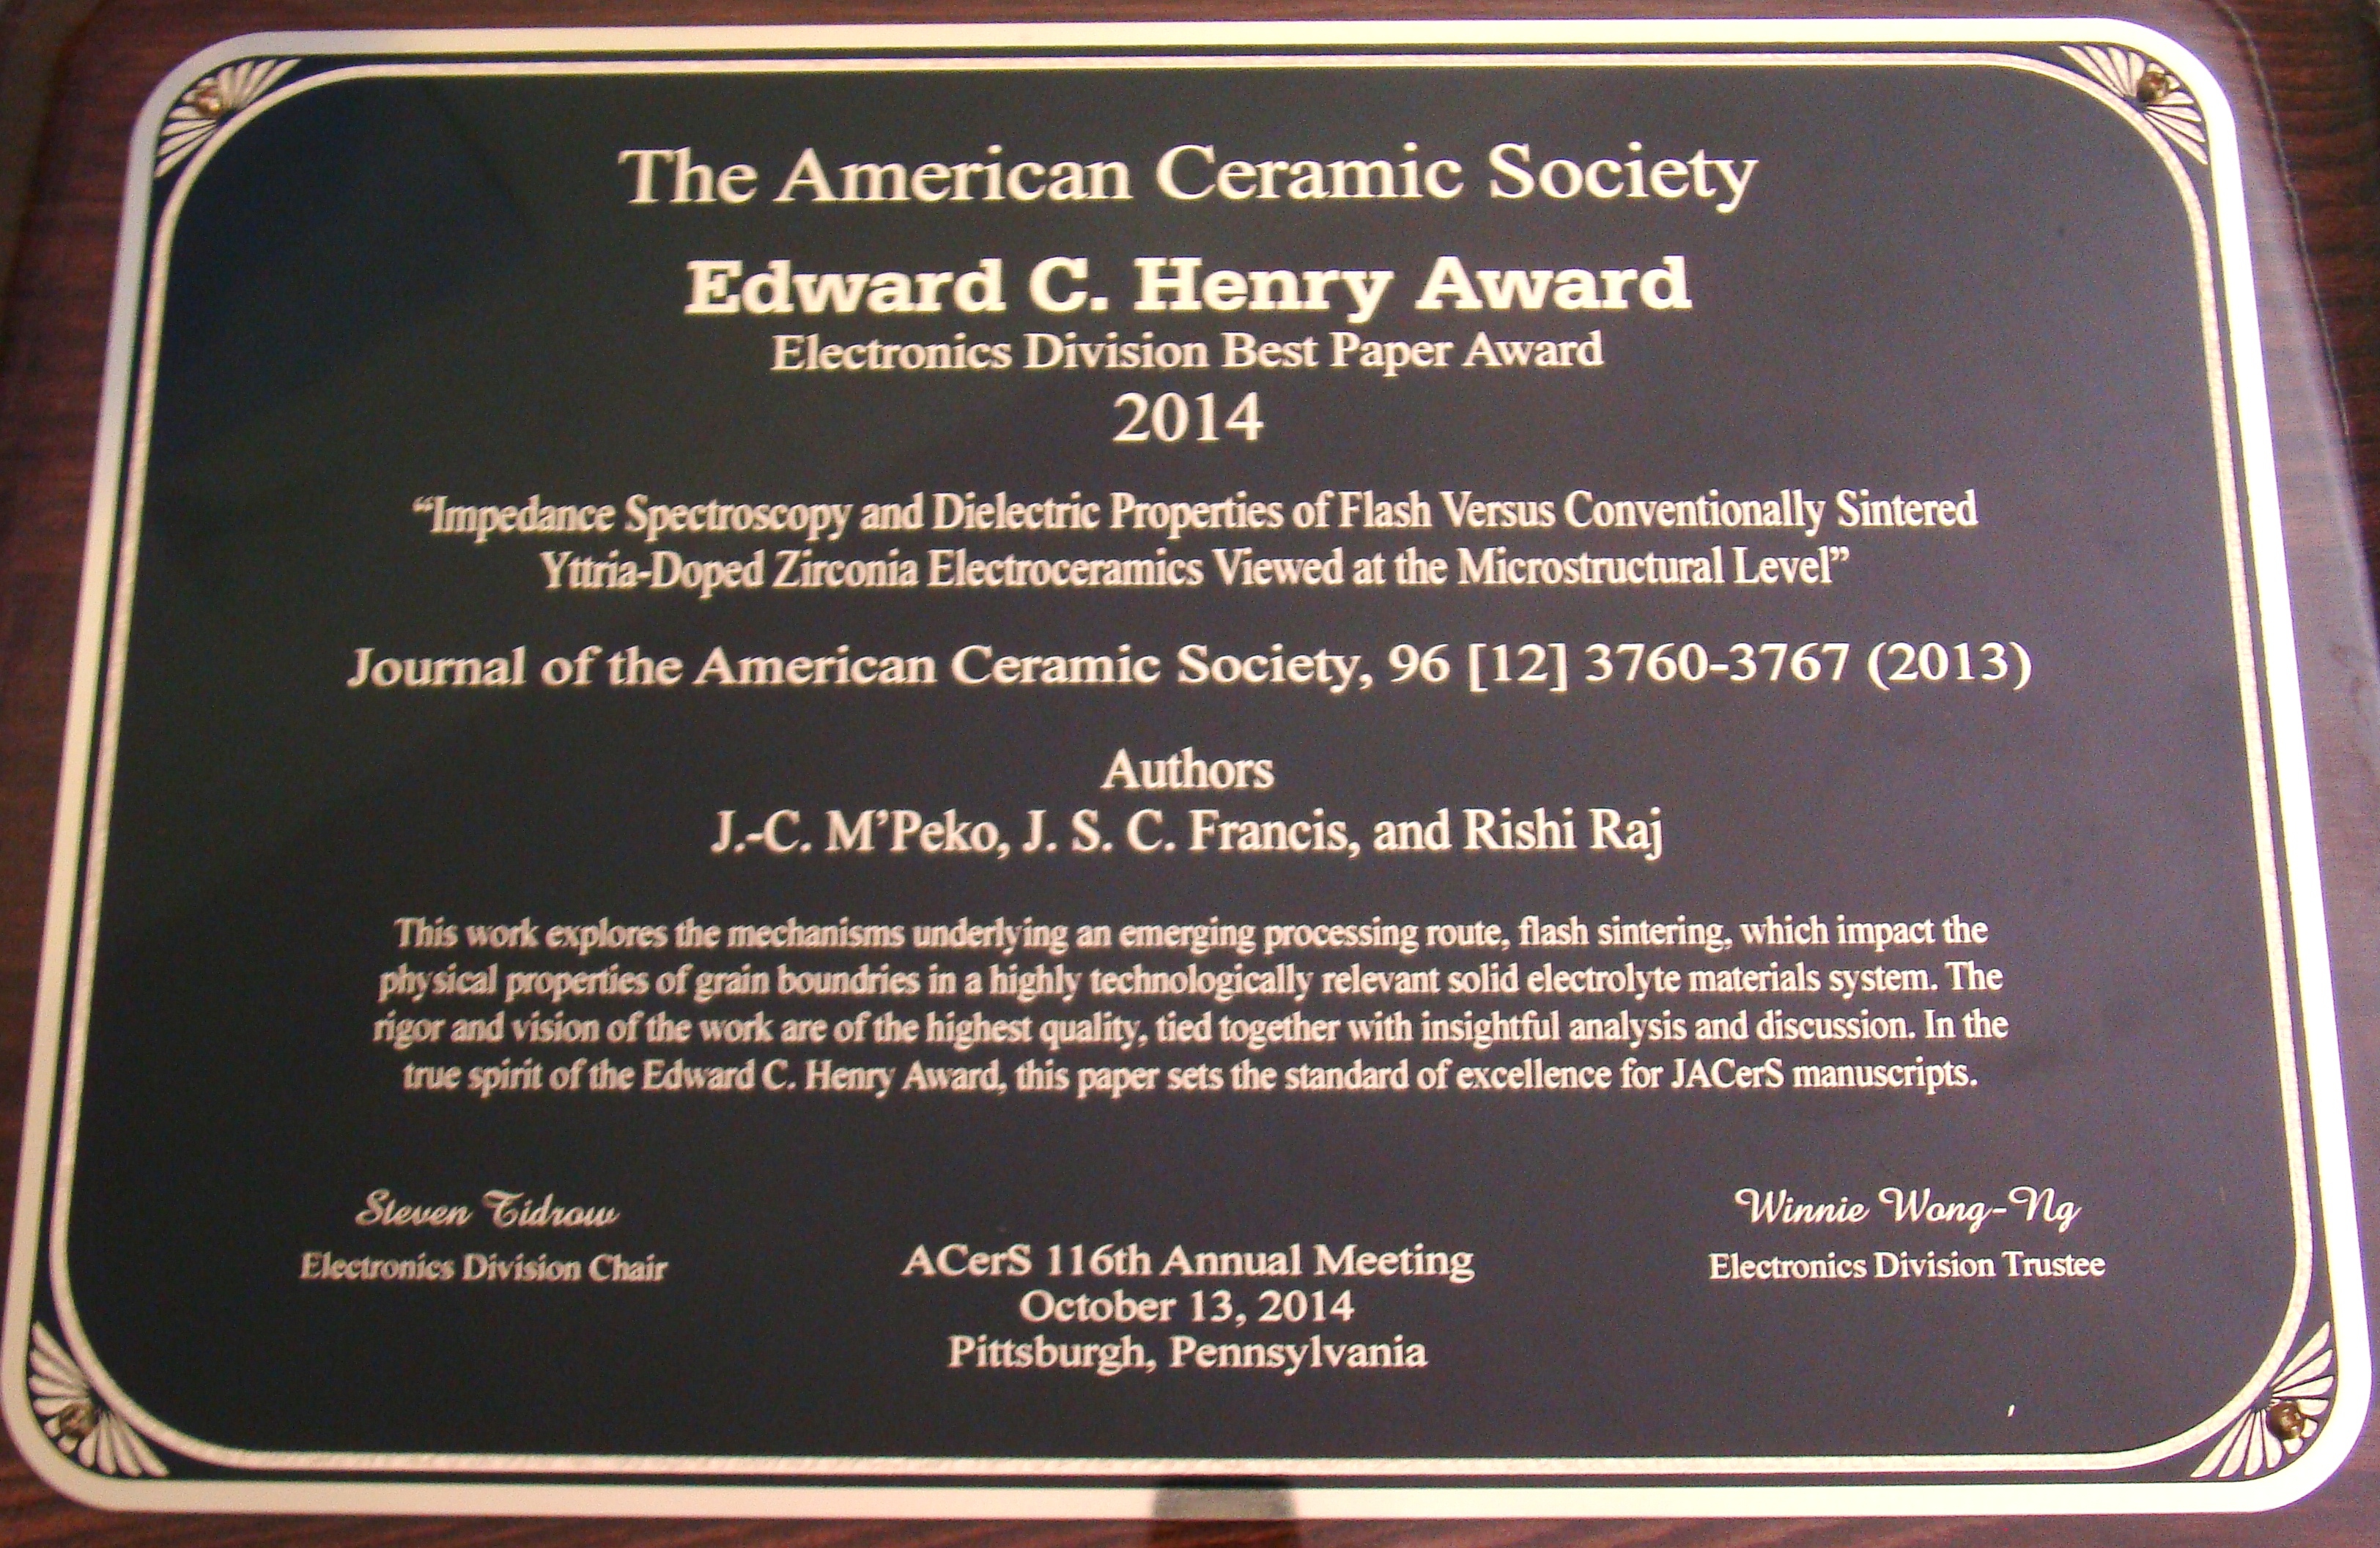 The American Ceramic Society
Edward C. Henry Award
Electronics Division Best Paper Award
2014
“Impedance Spectroscopy and Dielectric Properties of Flash Versus Conventionally Sintered
Yttria-Doped Zirconia Electroceramics Viewed at the Microstructural Level”
Journal of the American Ceramic Society, 96 [12] 3760-3767 (2013)
Authors
J.-C. M’Peko, J. S. C. Francis, and Rishi Raj
This work explores the mechanisms underlying an emerging processing route, flash sintering, which impact the
physical properties of grain boundries in a highly technologically relevant solid electrolyte materials system. The
rigor and vision of the work are of the highest quality, tied together with insightful analysis and discussion. In the
true spirit of the Edward C. Henry Award, this paper sets the standard of excellence for JACerS manuscripts.
Steven Tidrow
Electronics Division Chair
ACerS 116th Annual Meeting
October 13, 2014
Pittsburgh, Pennsylvania
Winnie Wong-Ng
Electronics Division Trustee